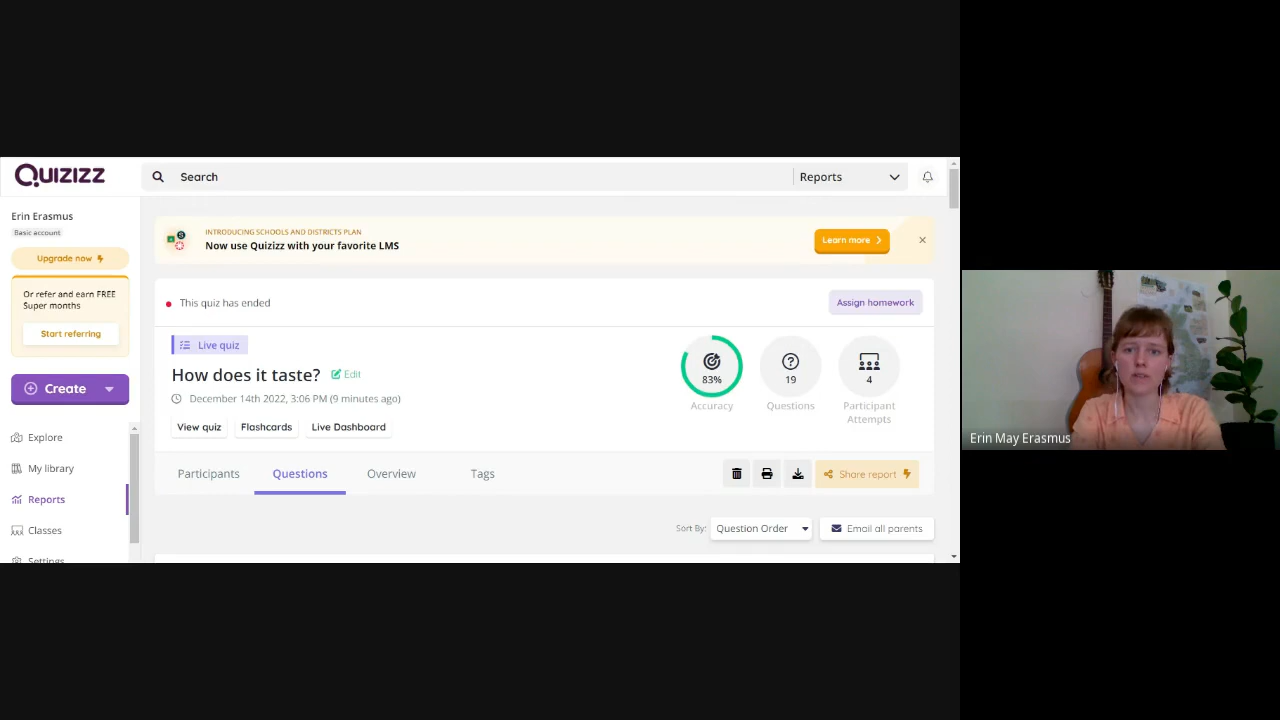 QUIZIZZ
Search
Reports
Erin Erasmus
Basic account
Upgrade now
Or refer and earn FREE
Super months
Start referring
Create
Explore
My library
Reports
Classes
Settings
INTRODUCING SCHOOLS AND DISTRICTS PLAN
Now use Quizizz with your favorite LMS
Learn more
This quiz has ended
Assign homework
Live quiz
How does it taste?
Edit
December 14th 2022, 3:06 PM (9 minutes ago)
View quiz
Flashcards
Live Dashboard
83%
Accuracy
19
Questions
4
Participant
Attempts
Participants
Questions
Overview
Tags
Share report
Sort By:
Question Order
Email all parents
Erin May Erasmus